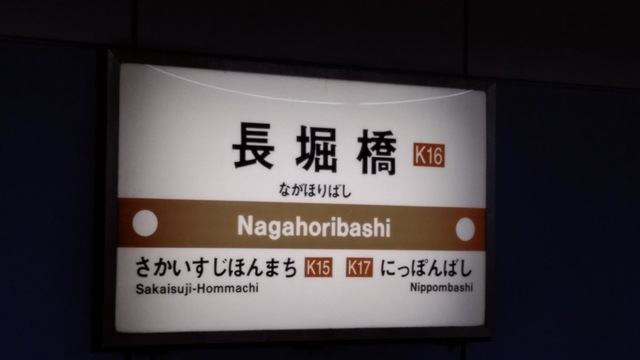 長堀橋 K16
ながほりばし
Nagahoribashi
さかいすじほんまち K15 K17 にっぽんばし
Sakaisuji-Hommachi Nippombashi